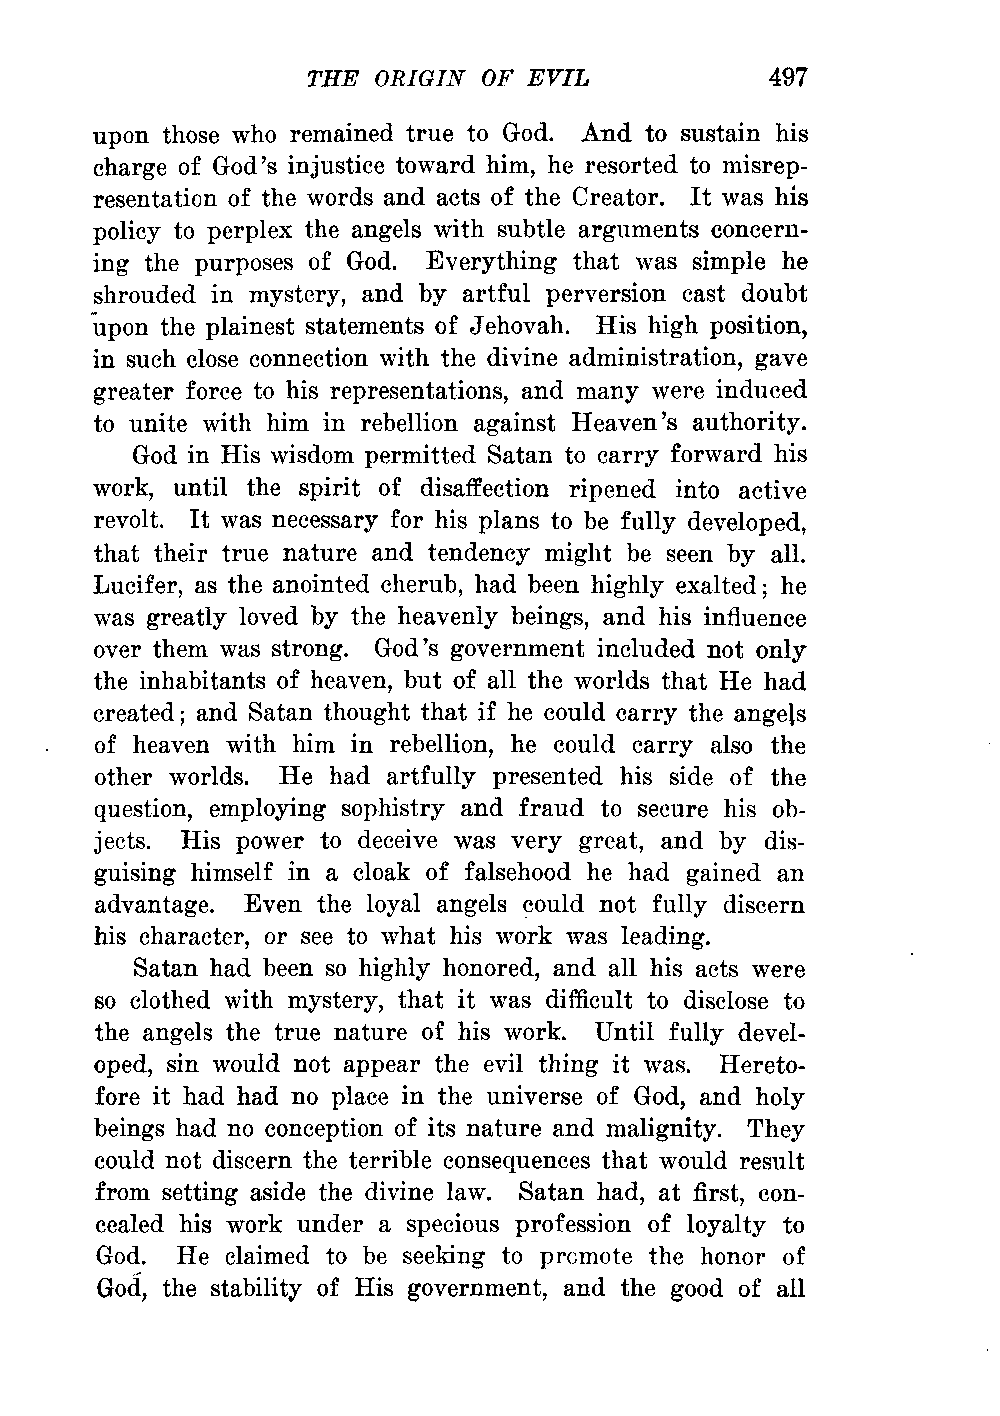 THE ORIGIN OF EVIL 497
upon those who remained true to God. And to sustain his
charge of God's injustice toward him, he resorted to misrep-
resentation of the words and acts of the Creator. It was his
policy to perplex the angels with subtle arguments concern-
ing the purposes of God. Everything that was simple he
shrouded in mystery, and by artful perversion cast doubt
upon the plainest statements of Jehovah. His high position,
in such close connection with the divine administration, gave
greater force to his representations, and many were induced
to unite with him in rebellion against Heaven's authority.
God in His wisdom permitted Satan to carry forward his
work, until the spirit of disaffection ripened into active
revolt. It was necessary for his plans to be fully developed,
that their true nature and tendency might be seen by all.
Lucifer, as the anointed cherub, had been highly exalted; he
was greatly loved by the heavenly beings, and his influence
over them was strong. God's government included not only
the inhabitants of heaven, but of all the worlds that He had
created; and Satan thought that if he could carry the angels
of heaven with him in rebellion, he could carry also the
other worlds. He had artfully presented his side of the
question, employing sophistry and fraud to secure his ob-
jects. His power to deceive was very great, and by dis-
guising himself in a cloak of falsehood he had gained an
advantage. Even the loyal angels could not fully discern
his character, or see to what his work was leading.
Satan had been so highly honored, and all his acts were
so clothed with mystery, that it was difficult to disclose to
the angels the true nature of his work. Until fully devel-
oped, sin would not appear the evil thing it was. Hereto-
fore it had had no place in the universe of God, and holy
beings had no conception of its nature and malignity. They
could not discern the terrible consequences that would result
from setting aside the divine law. Satan had, at first, con-
cealed his work under a specious profession of loyalty to
God. He claimed to be seeking to promote the honor of
God, the stability of His government, and the good of all